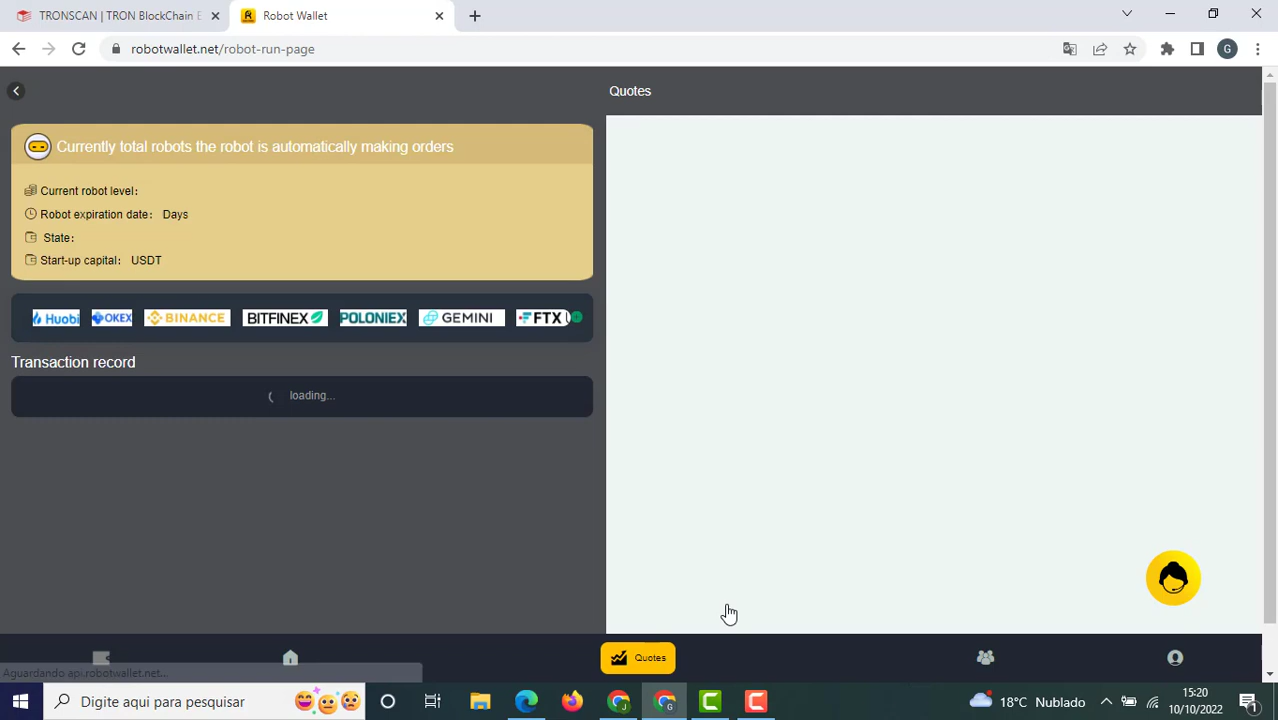 TRONSCAN | TRON BlockChain E
Robot Wallet
robotwallet.net/robot-run-page
G
Quotes
Currently total robots the robot is automatically making orders
Current robot level:
Robot expiration date: Days
State:
Start-up capital: USDT
Huobi OKEX BINANCE BITFINEX POLONIEX GEMINI FTX
Transaction record
loading...
Quotes
Aguardando api.robotwallet.net...
Digite aqui para pesquisar
J
G
18°C Nublado
15:20
10/10/2022
1